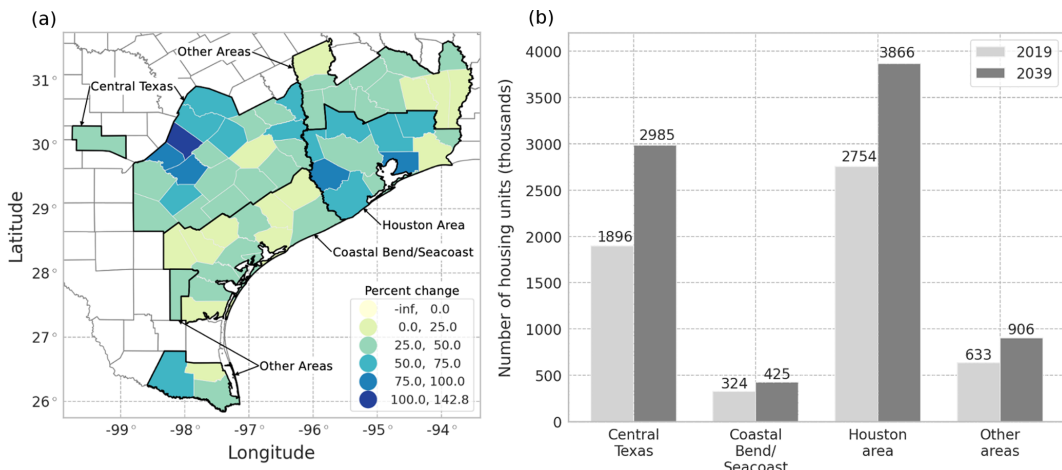 (a)
Other Areas
Central Texas
Houston Area
Coastal Bend/Seacoast
Other Areas
Percent change
-inf, 0.0
0.0, 25.0
25.0, 50.0
50.0, 75.0
75.0, 100.0
100.0, 142.8
31°
30°
29°
28°
27°
26°
Latitude
-99 -98 -97 -96 -95 -94
Longitude
(b)
2019
2039
4000
3500
3000
2500
2000
1500
1000
500
0
Number of housing units (thousands)
1896
2985
324
425
2754
3866
633
906
Central
Texas
Coastal
Bend/
Seacoast
Houston
area
Other
areas